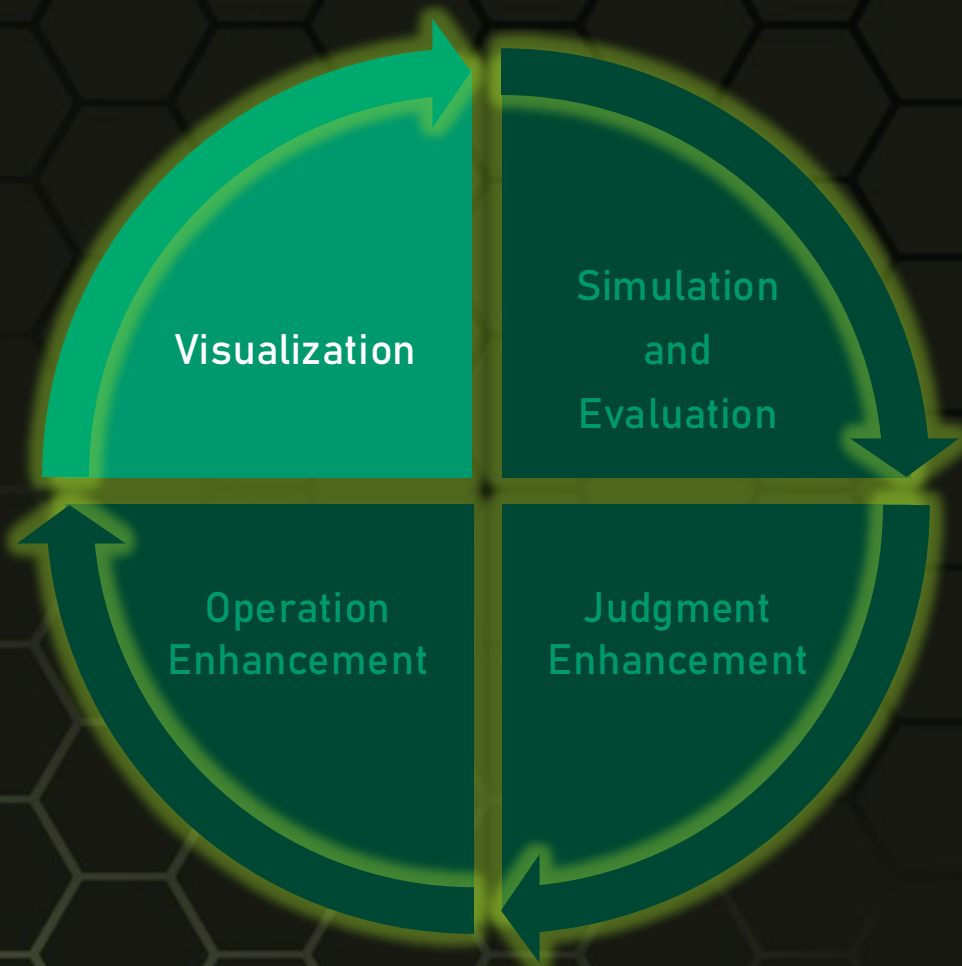 Visualization
Simulation
and
Evaluation
Operation
Enhancement
Judgment
Enhancement